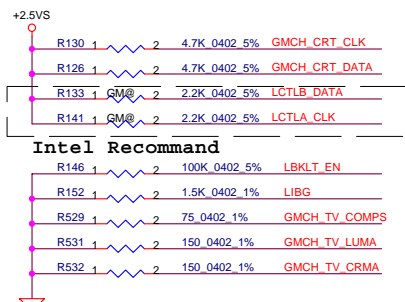 +2.5VS
R130 1 2 4.7K_0402_5% GMCH_CRT_CLK
R126 1 2 4.7K_0402_5% GMCH_CRT_DATA
R133 1 GM@ 2 2.2K_0402_5% LCTLB_DATA
R141 1 GM@ 2 2.2K_0402_5% LCTLA_CLK
Intel Recommand
R146 1 2 100K_0402_5% LBKLT_EN
R152 1 2 1.5K_0402_1% LIBG
R529 1 2 75_0402_1% GMCH_TV_COMPS
R531 1 2 150_0402_1% GMCH_TV_LUMA
R532 1 2 150_0402_1% GMCH_TV_CRMA